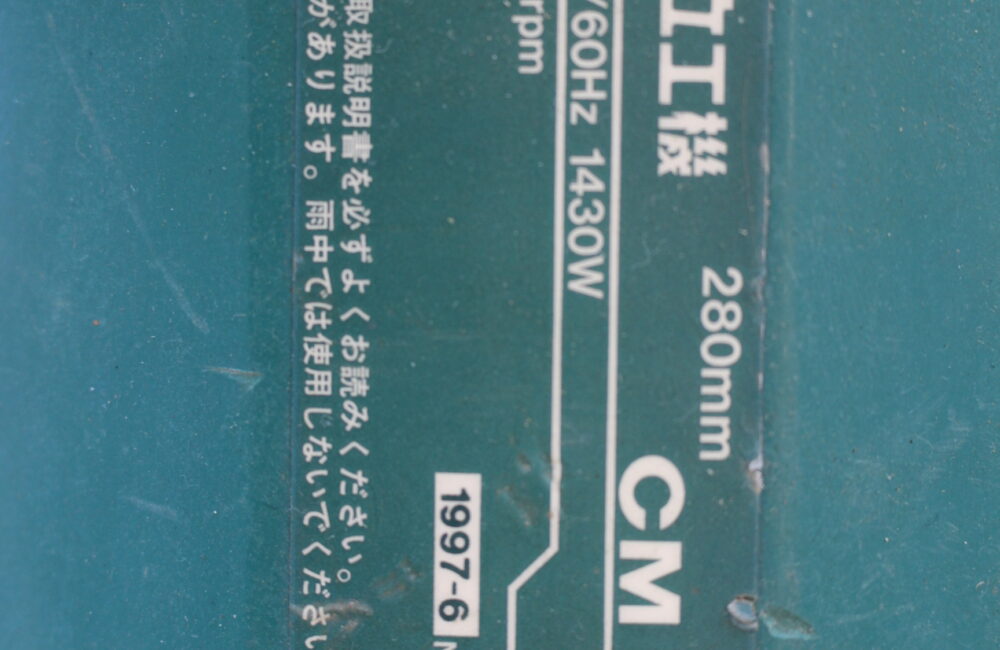 工機
280mm
CM
/60Hz 1430W
rpm
1997-6
取扱説明書を必ずよくお読みください。
があります。雨中では使用しないでくださ